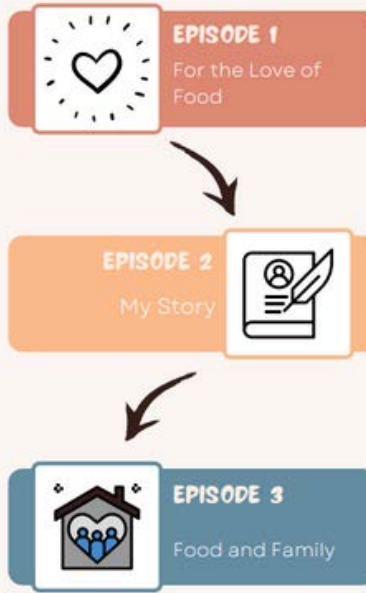 EPISODE 1
For the Love of
Food
EPISODE 2
My Story
EPISODE 3
Food and Family